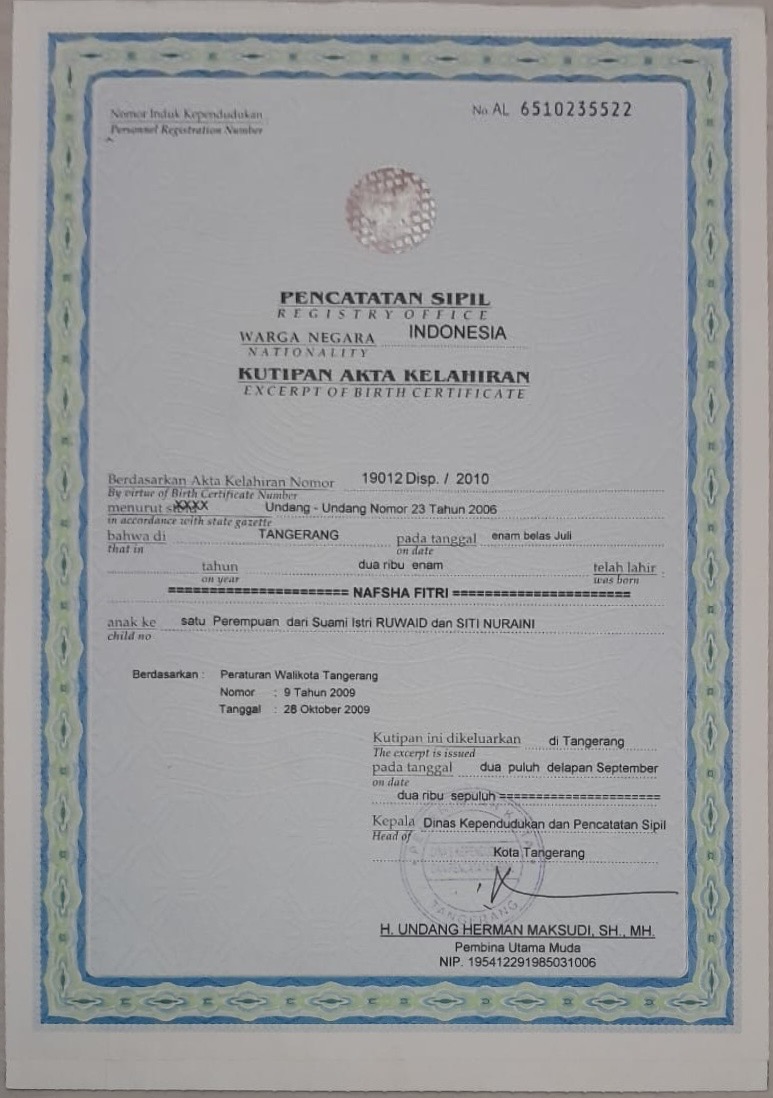 Nomor Induk Kependudukan
Personnel Registration Number
No. AL 6510235522
PENCATATAN SIPIL
REGISTRY OFFICE
WARGA NEGARA INDONESIA
NATIONALITY
KUTIPAN AKTA KELAHIRAN
EXCERPT OF BIRTH CERTIFICATE
Berdasarkan Akta Kelahiran Nomor 19012 Disp. / 2010
By virtue of Birth Certificate Number
menurut XXXX Undang - Undang Nomor 23 Tahun 2006
in accordance with state gazette
bahwa di TANGERANG pada tanggal enam belas Juli
that in on date
tahun dua ribu enam telah lahir :
on year was born
====================== NAFSHA FITRI ======================
anak ke satu Perempuan dari Suami Istri RUWAID dan SITI NURAINI
child no
Berdasarkan : Peraturan Walikota Tangerang
Nomor : 9 Tahun 2009
Tanggal : 28 Oktober 2009
Kutipan ini dikeluarkan di Tangerang
The excerpt is issued
pada tanggal dua puluh delapan September
on date
dua ribu sepuluh ======================
Kepala Dinas Kependudukan dan Pencatatan Sipil
Head of
Kota Tangerang
TANGERANG
H. UNDANG HERMAN MAKSUDI, SH., MH.
Pembina Utama Muda
NIP. 195412291985031006